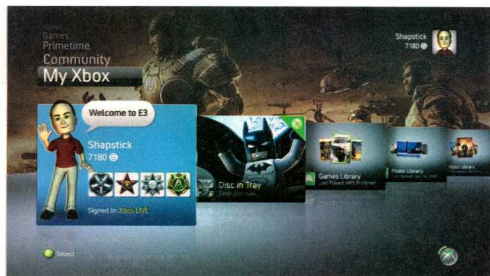 Games
Primetime
Community
My Xbox
Shapstick
7180 G
Welcome to E3
Shapstick
7180 G
Signed In: Xbox LIVE
Disc in Tray
Games Library
Photo Library
Video Library
Select